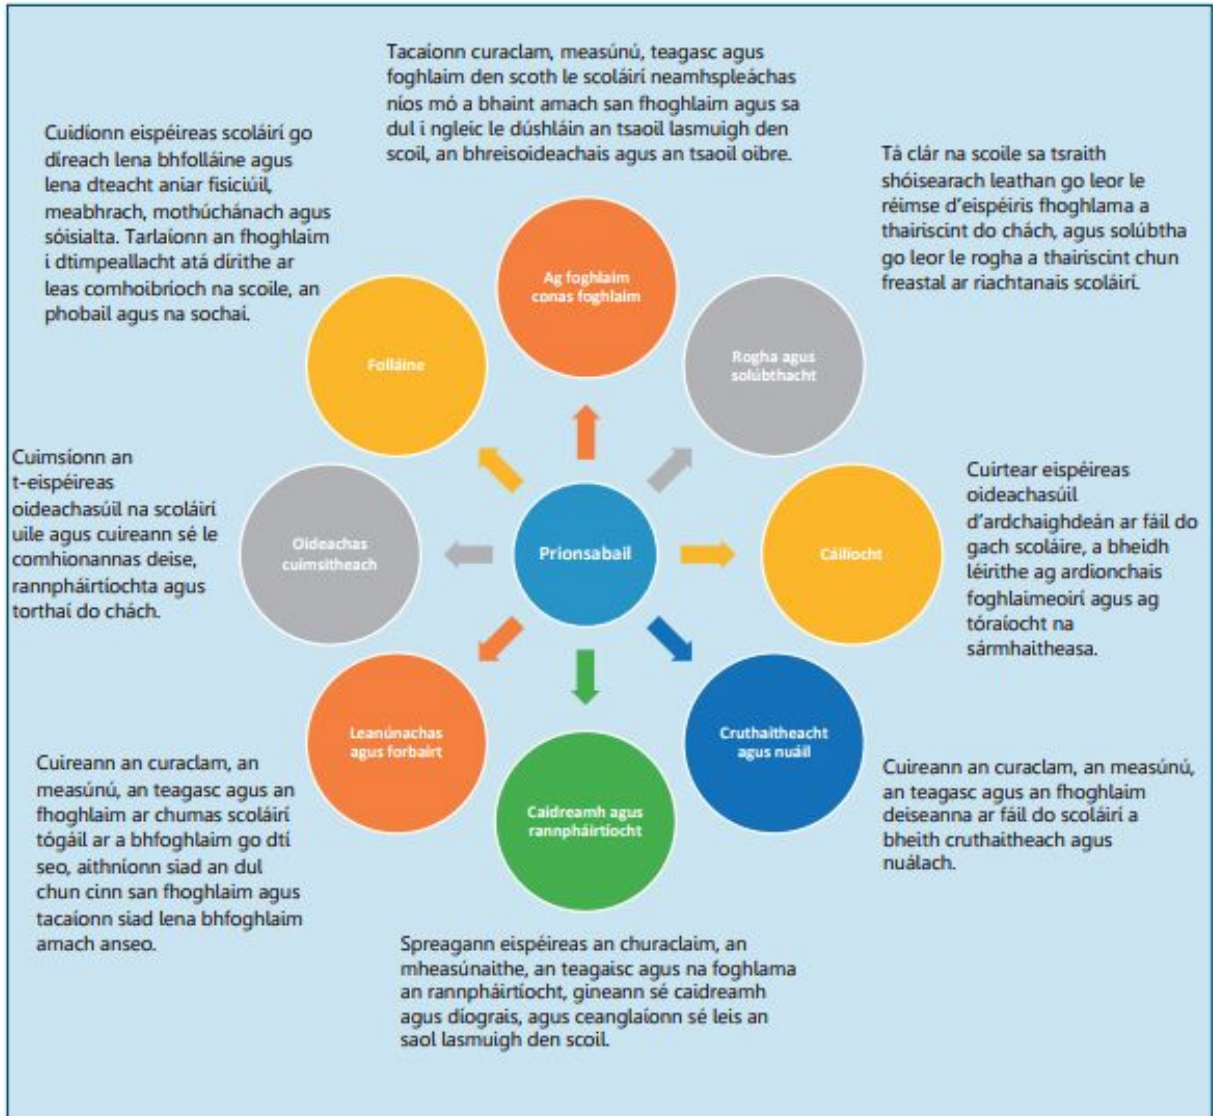 Tacaíonn curaclam, measúnú, teagasc agus
foghlaim den scoth le scoláirí neamhspleáchas
níos mó a bhaint amach san fhoghlaim agus sa
dul i ngleic le dúshláin an tsaoil lasmuigh den
scoil, an bhreisoideachais agus an tsaoil oibre.
Cuidíonn eispéireas scoláirí go
díreach lena bhfolláine agus
lena dteacht aniar fisiciúil,
meabhrach, mothúchánach agus
sóisialta. Tarlaíonn an fhoghlaim
i dtimpeallacht atá dírithe ar
leas comhoibríoch na scoile, an
phobail agus na sochaí.
Tá clár na scoile sa tsraith
shóisearach leathan go leor le
réimse d'eispéiris fhoghlama a
thairiscint do chách, agus solúbtha
go leor le rogha a thairiscint chun
freastal ar riachtanais scoláirí.
Ag foghlaim
conas foghlaim
Folláine
Rogha agus
solúbthacht
Cuimsíonn an
t-eispéireas
oideachasúil na scoláirí
uile agus cuireann sé le
comhionannas deise,
rannpháirtíochta agus
torthaí do chách.
Oideachas
cuimsitheach
Prionsabail
Cáilíocht
Cuirtear eispéireas
oideachasúil
d'ardchaighdeán ar fáil do
gach scoláire, a bheidh
léirithe ag ardionchais
foghlaimeoirí agus ag
tóraíocht na
sármhaitheasa.
Leanúnachas
agus forbairt
Cruthaitheacht
agus nuáil
Caidreamh agus
rannpháirtíocht
Cuireann an curaclam, an
measúnú, an teagasc agus an
fhoghlaim ar chumas scoláirí
tógáil ar a bhfoghlaim go dtí
seo, aithníonn siad an dul
chun cinn san fhoghlaim agus
tacaíonn siad lena bhfoghlaim
amach anseo.
Cuireann an curaclam, an measúnú,
an teagasc agus an fhoghlaim
deiseanna ar fáil do scoláirí a
bheith cruthaitheach agus
nuálach.
Spreagann eispéireas an churaclaim, an
mheasúnaithe, an teagaisc agus na foghlama
an rannpháirtíocht, gineann sé caidreamh
agus díograis, agus ceanglaíonn sé leis an
saol lasmuigh den scoil.